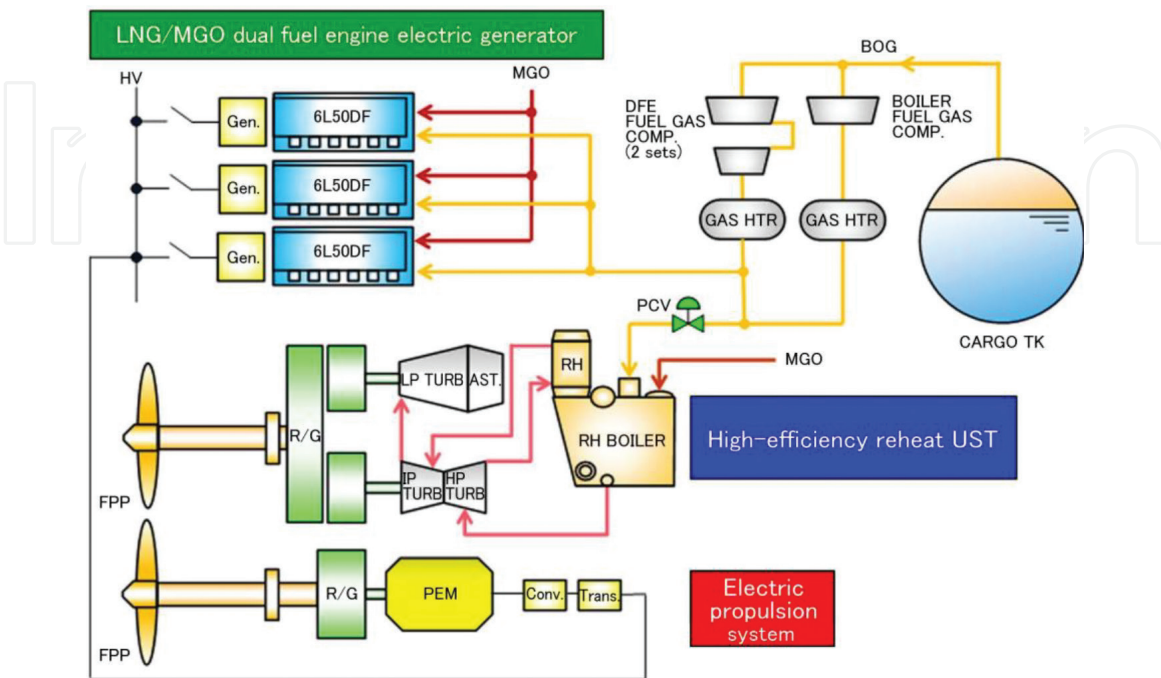 LNG/MGO dual fuel engine electric generator
HV
MGO
BOG
Gen.
6L50DF
Gen.
6L50DF
Gen.
6L50DF
DFE
FUEL GAS
COMP.
(2 sets)
BOILER
FUEL GAS
COMP.
GAS HTR
GAS HTR
CARGO TK
PCV
MGO
RH
RH BOILER
LP TURB
AST.
R/G
IP
TURB
HP
TURB
FPP
High-efficiency reheat UST
R/G
PEM
Conv.
Trans.
FPP
Electric
propulsion
system